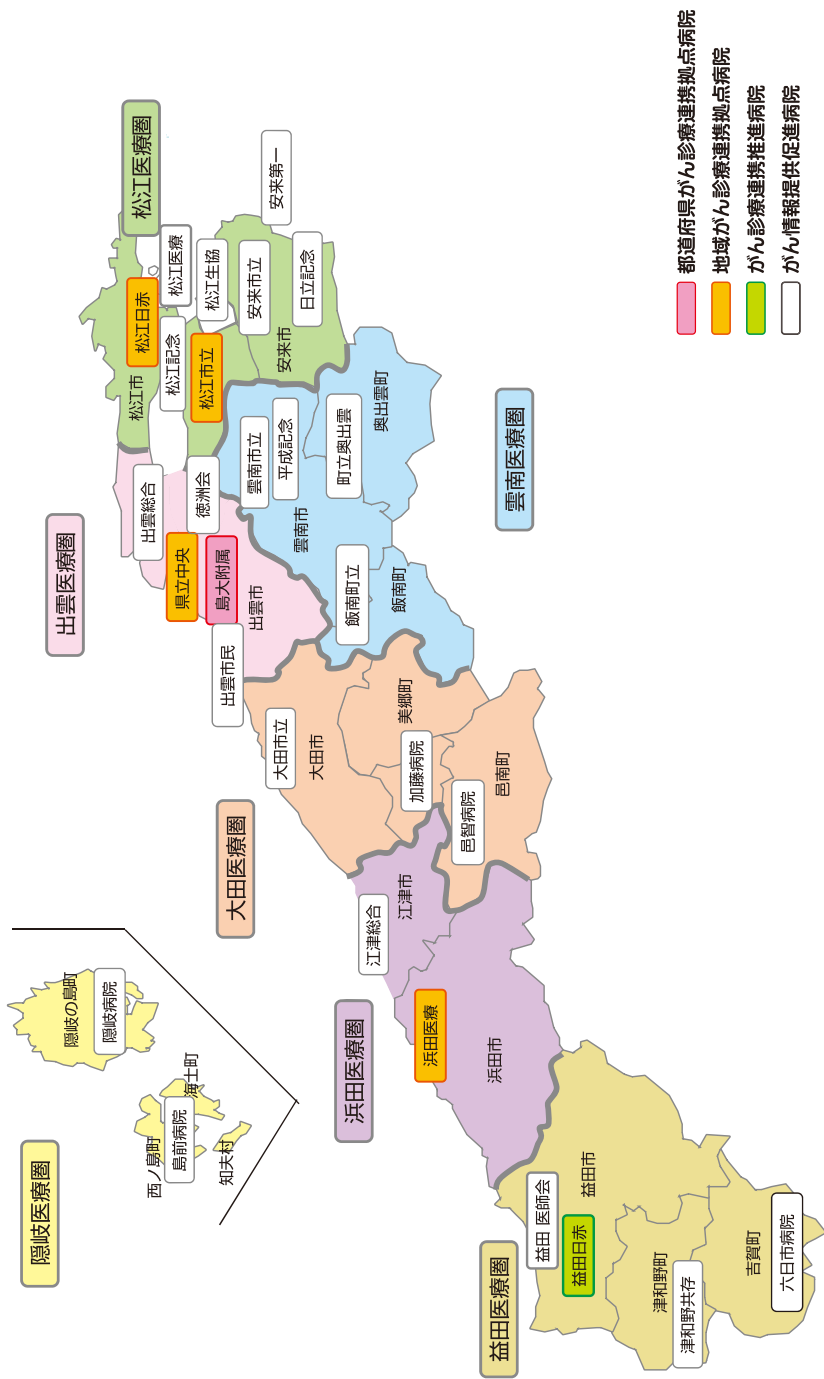 隠岐医療圏
西ノ島町
島前病院
海士町
知夫村
隠岐の島町
隠岐病院
出雲医療圏
出雲総合
県立中央
徳洲会
島大附属
出雲市
出雲市民
松江医療圏
松江市
松江日赤
松江記念
松江医療
松江市立
松江生協
安来市立
安来市
日立記念
安来第一
雲南医療圏
雲南市立
平成記念
雲南市
町立奥出雲
奥出雲町
飯南町立
飯南町
大田医療圏
大田市立
大田市
美郷町
加藤病院
邑智病院
邑南町
浜田医療圏
江津総合
江津市
浜田医療
浜田市
益田医療圏
益田 医師会
益田日赤
益田市
津和野町
津和野共存
吉賀町
六日市病院
都道府県がん診療連携拠点病院
地域がん診療連携拠点病院
がん診療連携推進病院
がん情報提供促進病院